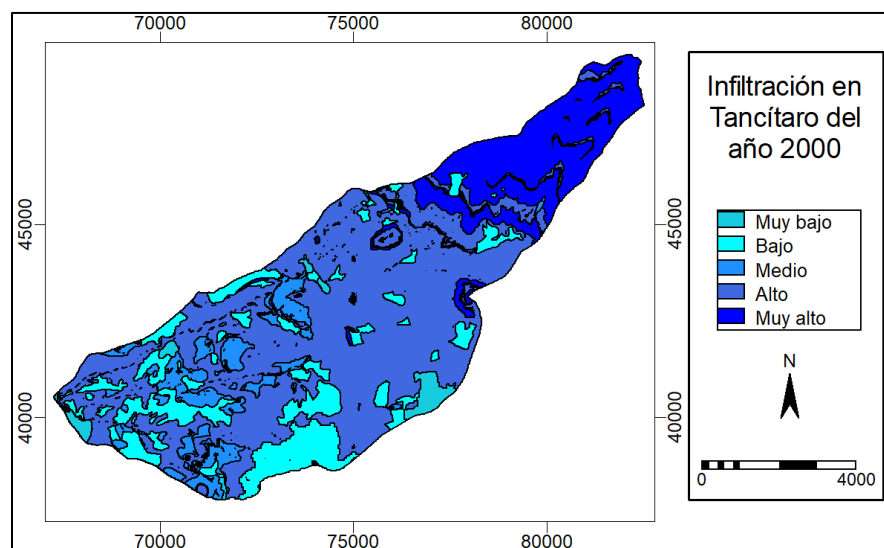 70000 75000 80000
45000
40000
45000
40000
70000 75000 80000
Infiltración en
Tancítaro del
año 2000
Muy bajo
Bajo
Medio
Alto
Muy alto
N
0 4000